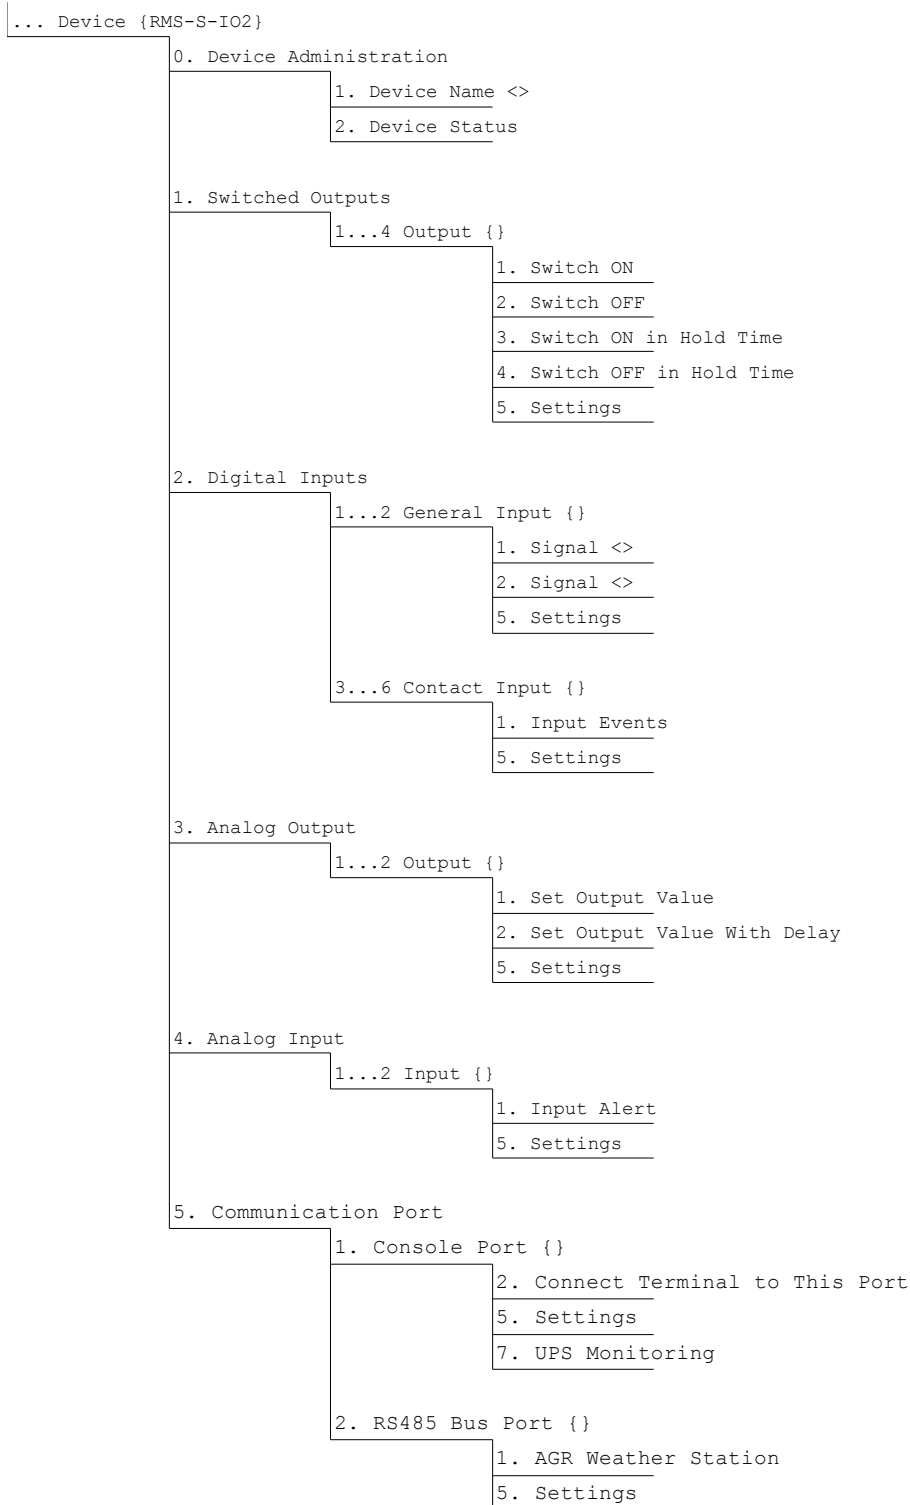 ... Device {RMS-S-IO2}
0. Device Administration
1. Device Name <>
2. Device Status
1. Switched Outputs
1...4 Output {}
1. Switch ON
2. Switch OFF
3. Switch ON in Hold Time
4. Switch OFF in Hold Time
5. Settings
2. Digital Inputs
1...2 General Input {}
1. Signal <>
2. Signal <>
5. Settings
3...6 Contact Input {}
1. Input Events
5. Settings
3. Analog Output
1...2 Output {}
1. Set Output Value
2. Set Output Value With Delay
5. Settings
4. Analog Input
1...2 Input {}
1. Input Alert
5. Settings
5. Communication Port
1. Console Port {}
2. Connect Terminal to This Port
5. Settings
7. UPS Monitoring
2. RS485 Bus Port {}
1. AGR Weather Station
5. Settings